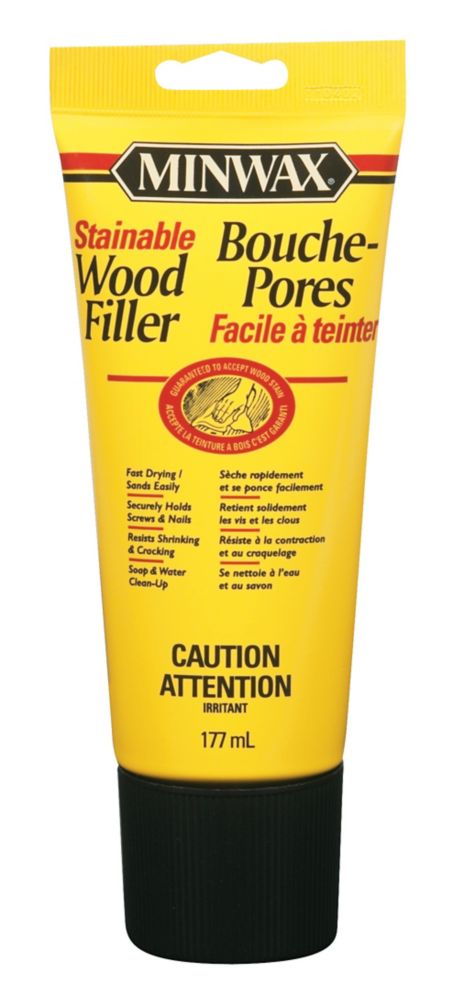 MINWAX®
Stainable
Wood
Filler
Bouche-
Pores
Facile à teinter
GUARANTEED TO ACCEPT WOOD STAIN
ACCEPTE LA TEINTURE A BOIS C'EST GARANTI
Fast Drying /
Sands Easily
Securely Holds
Screws & Nails
Resists Shrinking
& Cracking
Soap & Water
Clean-Up
Sèche rapidement
et se ponce facilement
Retient solidement
les vis et les clous
Résiste à la contraction
et au craquelage
Se nettoie à l'eau
et au savon
CAUTION
ATTENTION
IRRITANT
177 mL